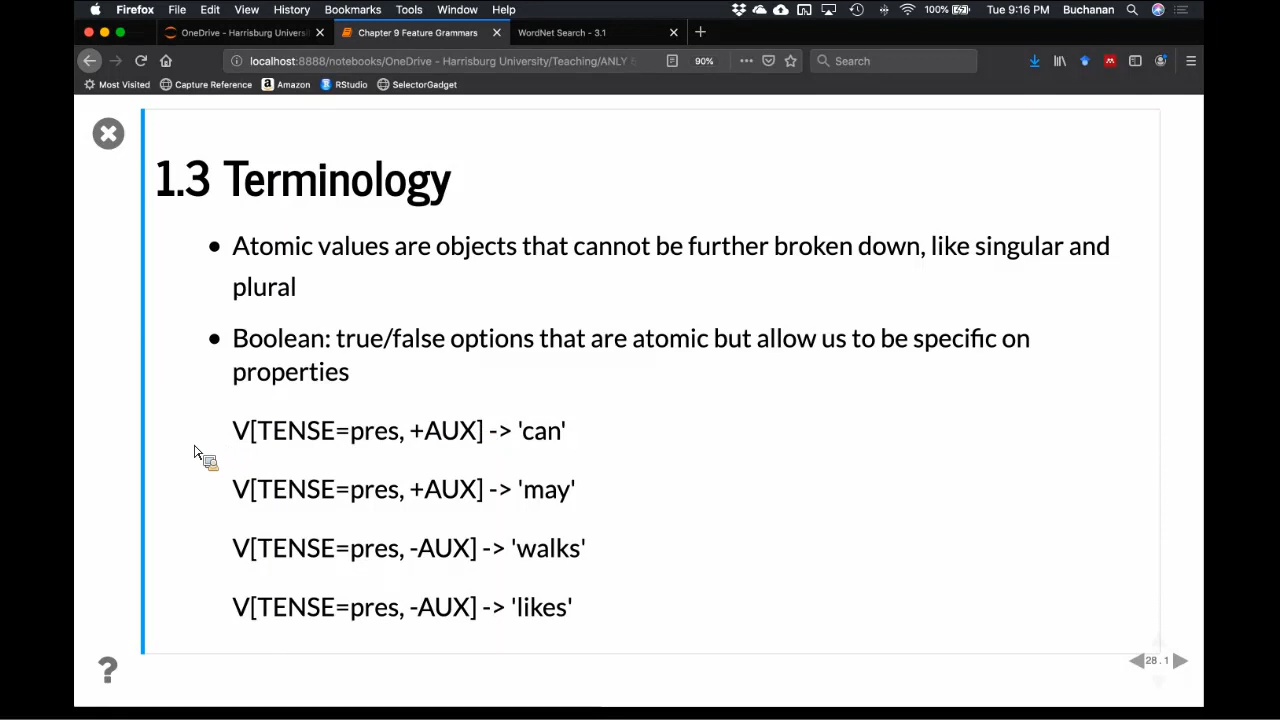 Firefox File Edit View History Bookmarks Tools Window Help 100% Tue 9:16 PM Buchanan
OneDrive - Harrisburg Universi Chapter 9 Feature Grammars WordNet Search - 3.1
localhost:8888/notebooks/OneDrive - Harrisburg University/Teaching/ANLY 90% Search
Most Visited Capture Reference Amazon RStudio SelectorGadget
1.3 Terminology
• Atomic values are objects that cannot be further broken down, like singular and
plural
• Boolean: true/false options that are atomic but allow us to be specific on
properties
V[TENSE=pres, +AUX] -> 'can'
V[TENSE=pres, +AUX] -> 'may'
V[TENSE=pres, -AUX] -> 'walks'
V[TENSE=pres, -AUX] -> 'likes'
?
28.1